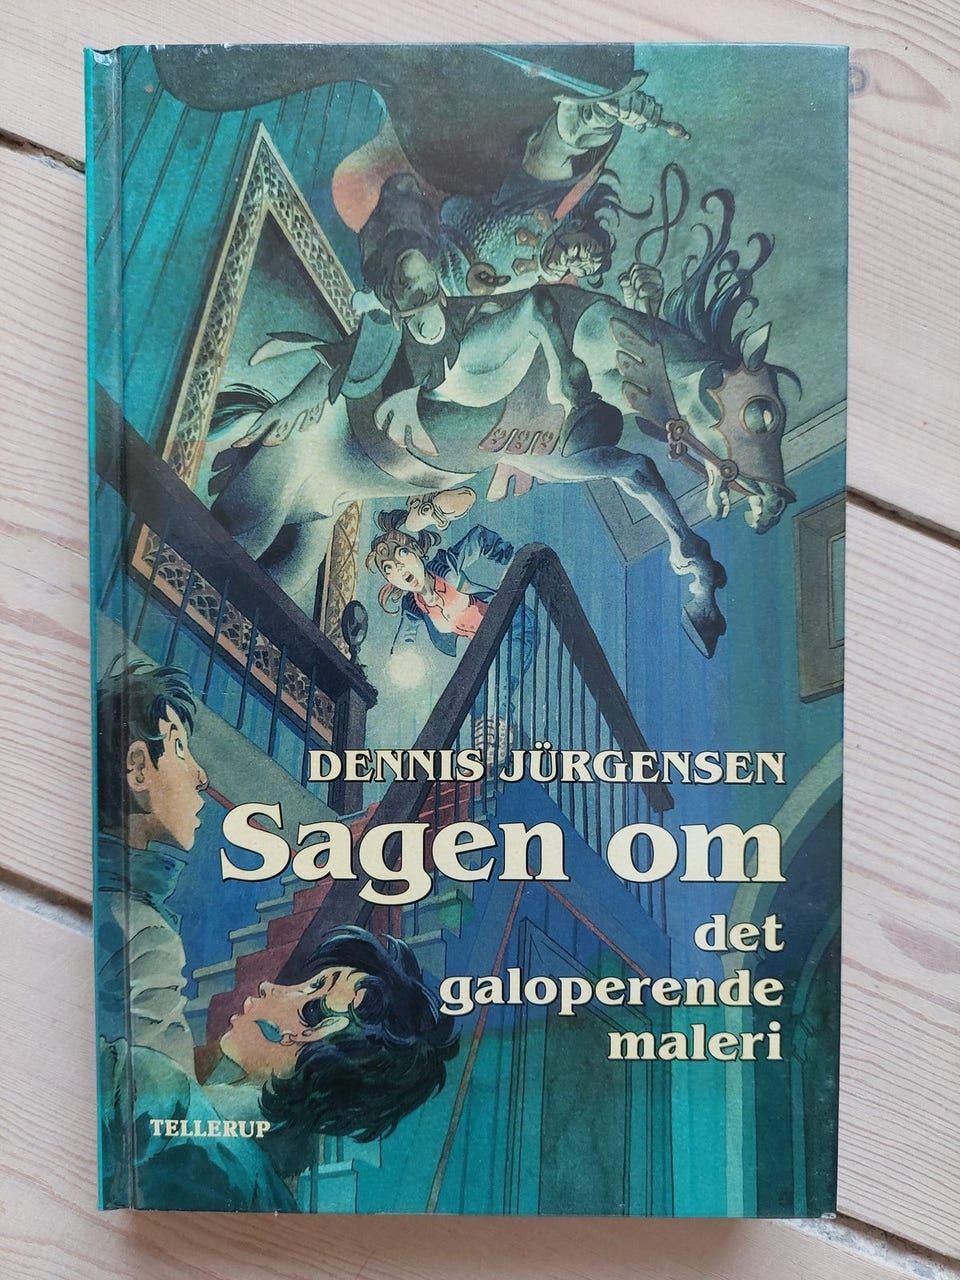 DENNIS JÜRGENSEN
Sagen om
det
galoperende
maleri
TELLERUP